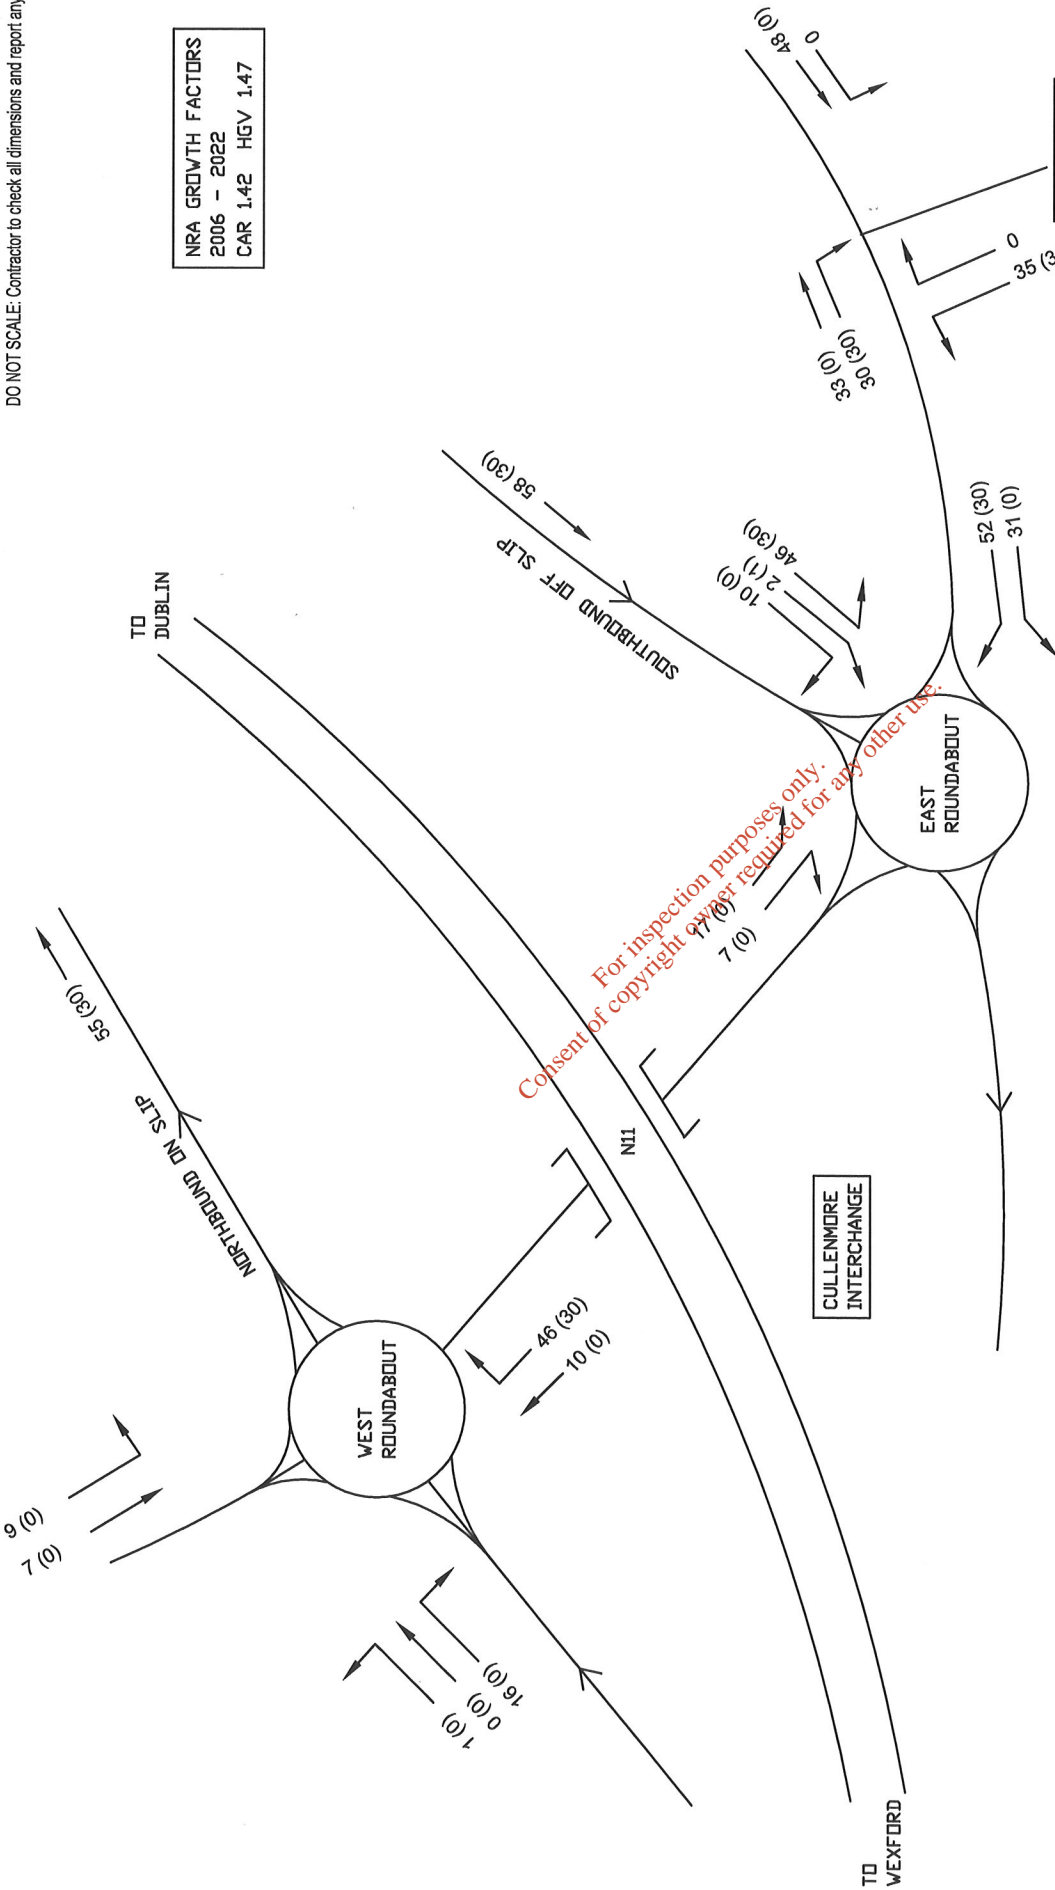 DO NOT SCALE: Contractor to check all dimensions and report any
NRA GROWTH FACTORS
2006 - 2022
CAR 1.42 HGV 1.47
48 (0)
0
33 (0)
30 (30)
0
35 (3
58 (30)
SOUTHBOUND OFF SLIP
TO
DUBLIN
46 (30)
2 (1)
10 (0)
52 (30)
31 (0)
EAST
ROUNDABOUT
17 (0)
7 (0)
For inspection purposes only.
Consent of copyright owner required for any other use.
55 (30)
NORTHBOUND ON SLIP
N11
CULLENMORE
INTERCHANGE
WEST
ROUNDABOUT
46 (30)
10 (0)
9 (0)
7 (0)
1 (0)
0 (0)
16 (0)
TO
WEXFORD